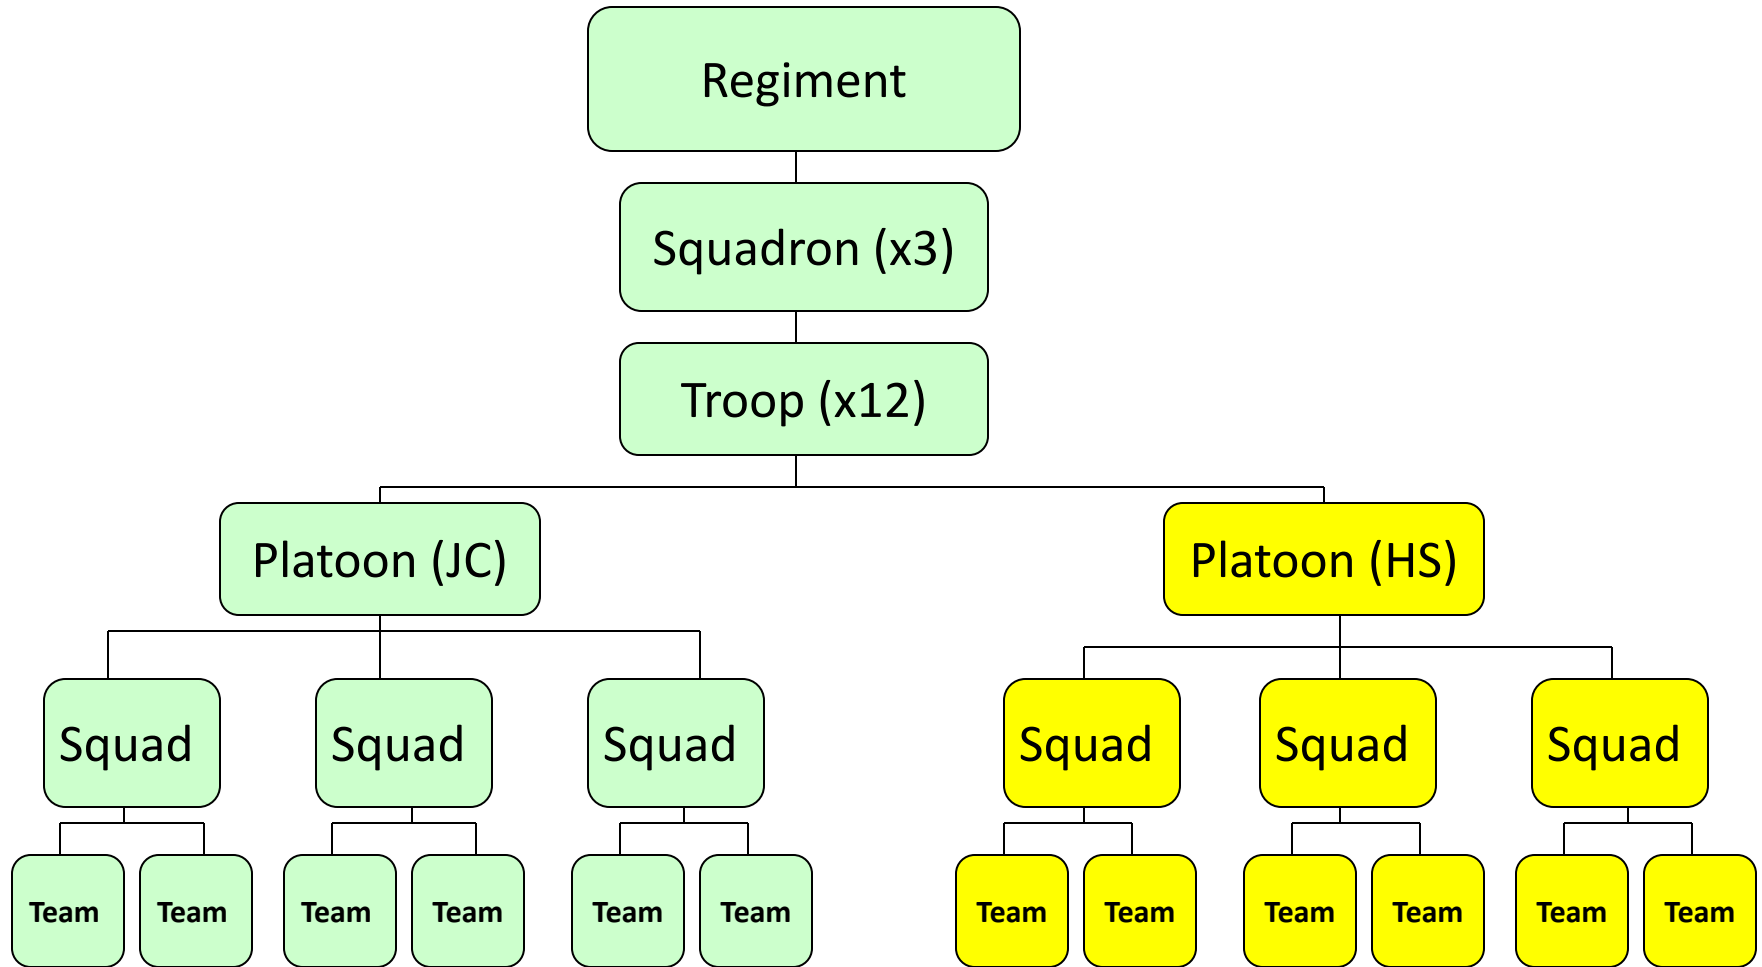 Regiment
Squadron (x3)
Troop (x12)
Platoon (JC)
Platoon (HS)
Squad
Squad
Squad
Squad
Squad
Squad
Team
Team
Team
Team
Team
Team
Team
Team
Team
Team
Team
Team